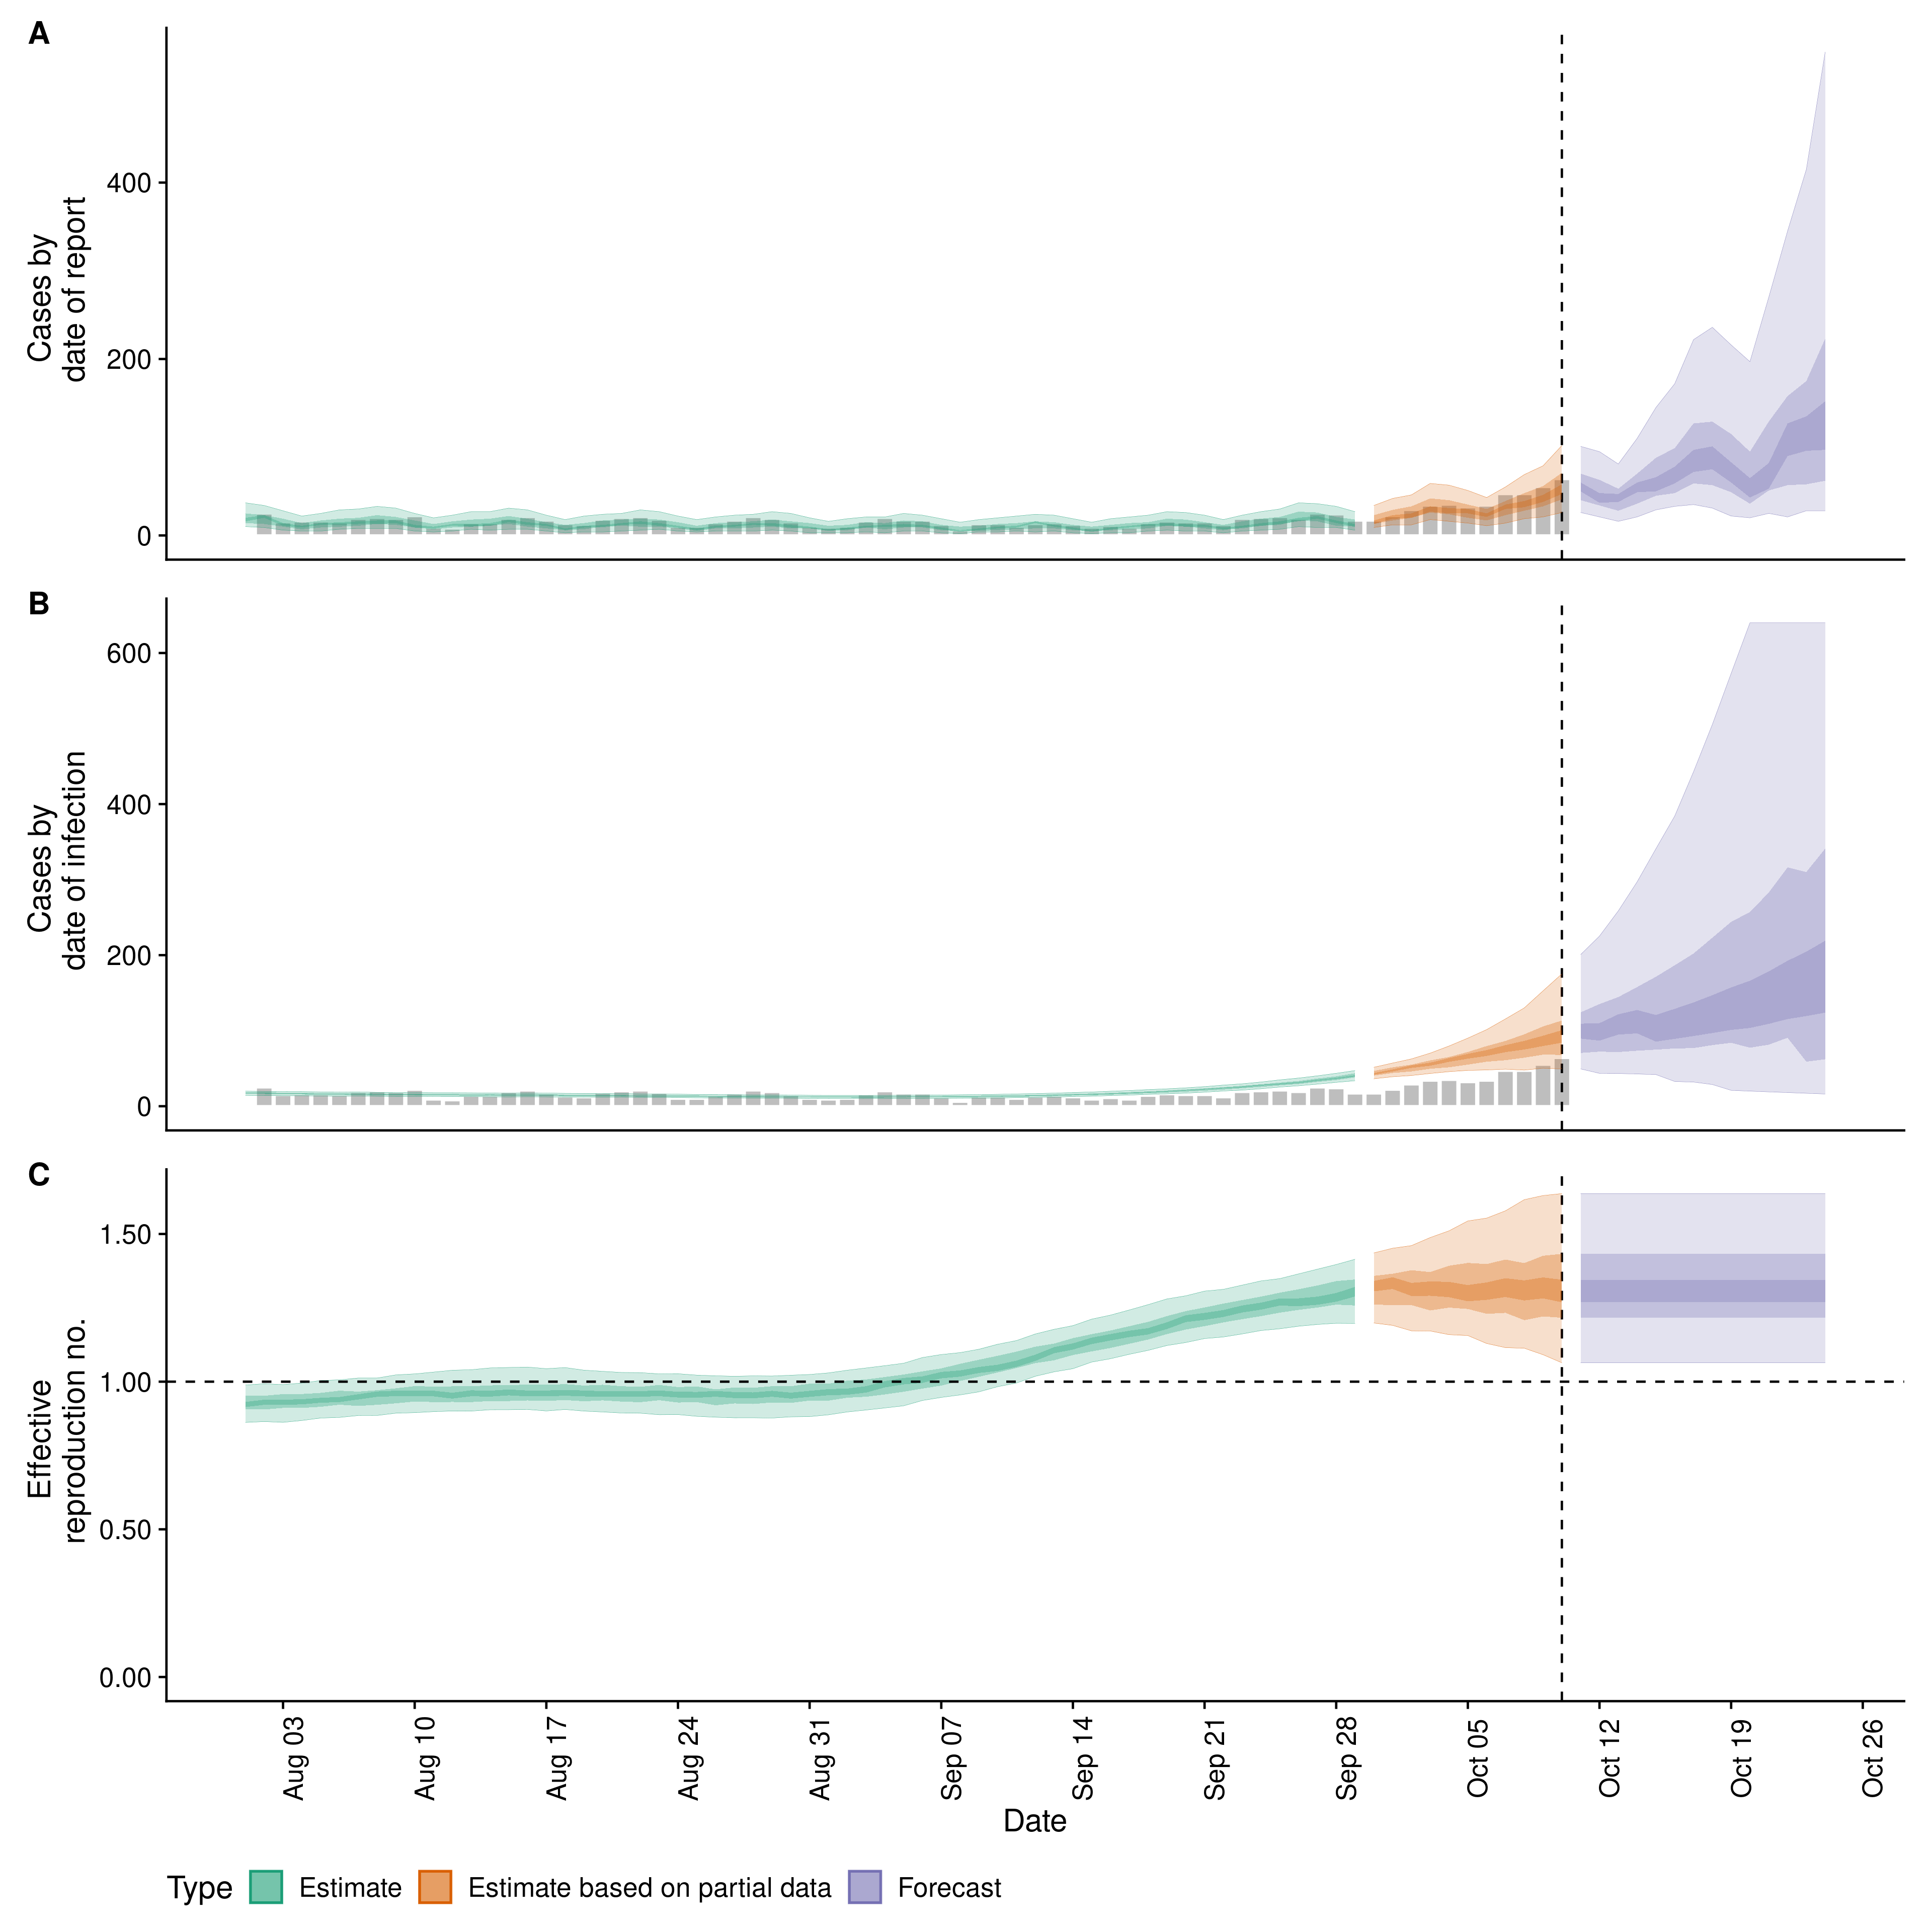 A
Cases by
date of report
400
200
0
B
Cases by
date of infection
600
400
200
0
C
Effective
reproduction no.
1.50
1.00
0.50
0.00
Aug 03
Aug 10
Aug 17
Aug 24
Aug 31
Sep 07
Sep 14
Sep 21
Sep 28
Oct 05
Oct 12
Oct 19
Oct 26
Date
Type Estimate Estimate based on partial data Forecast